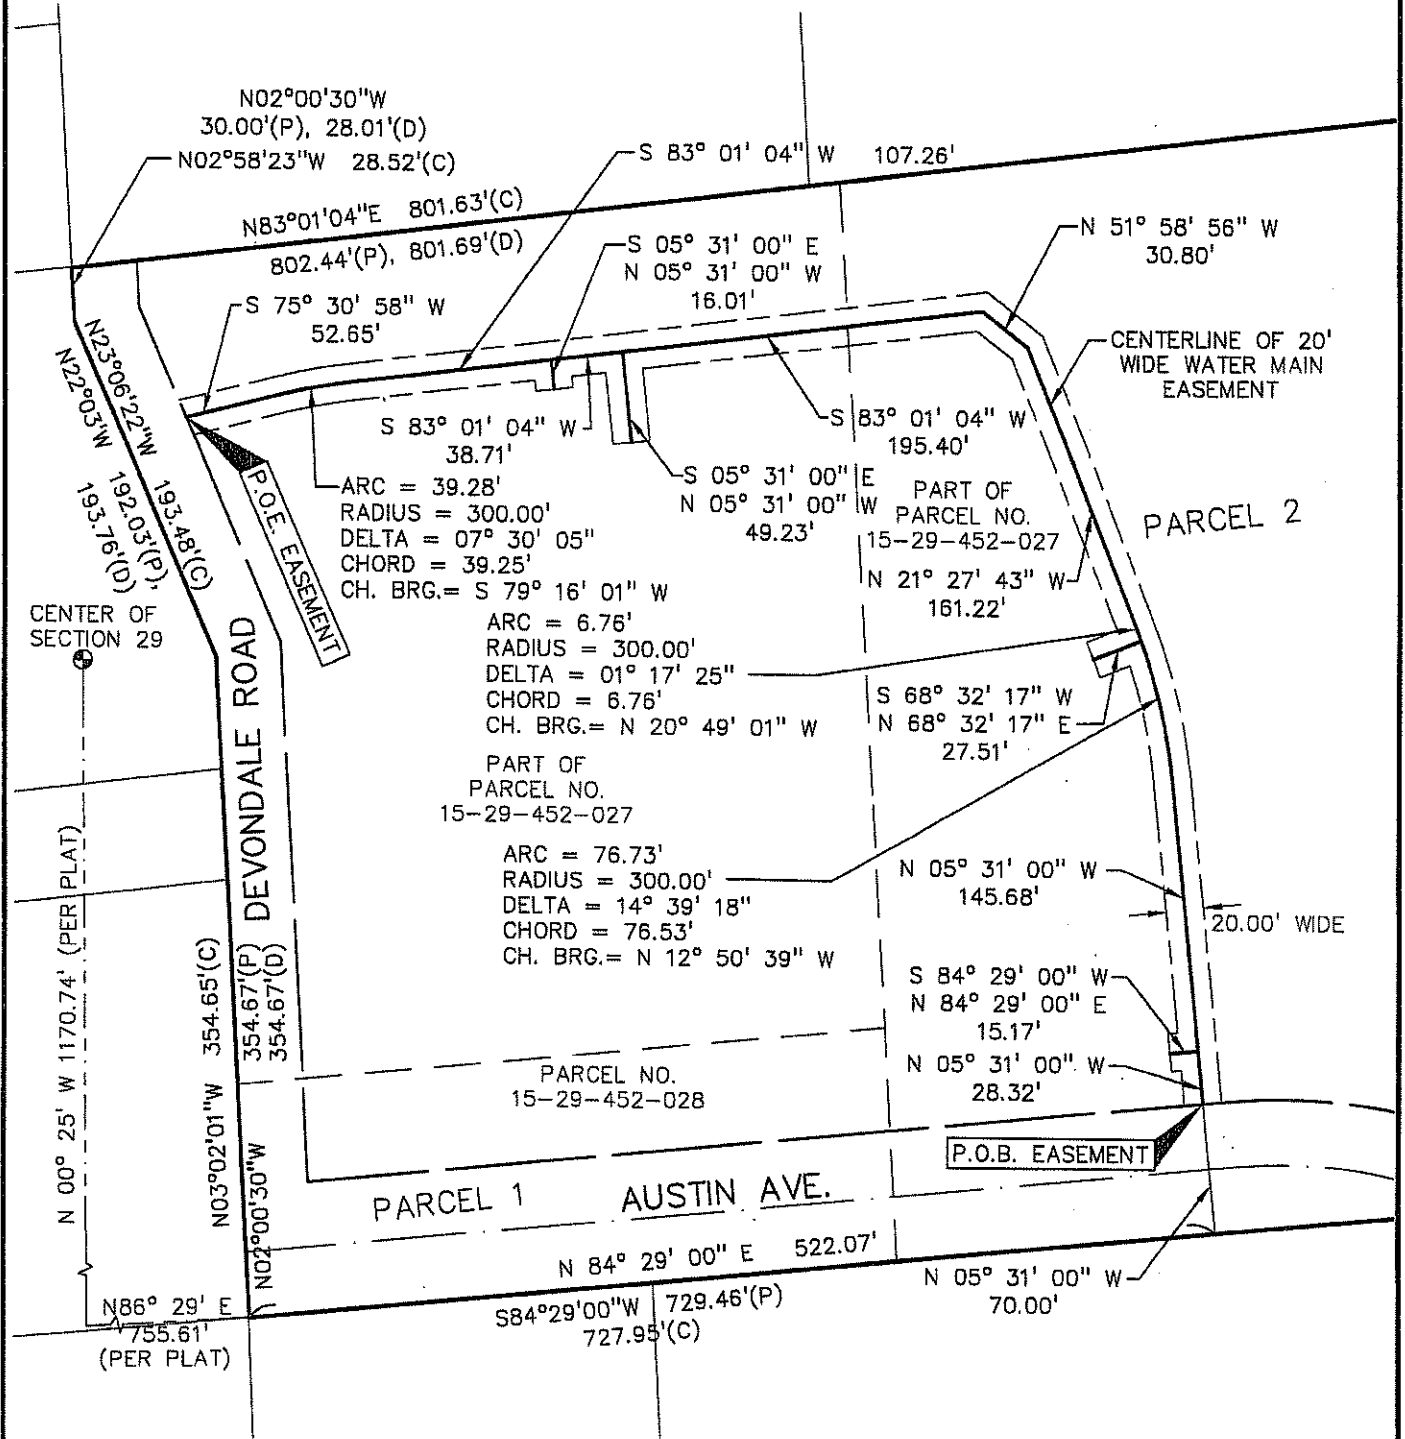 N02°00'30"W
30.00'(P), 28.01'(D)
N02°58'23"W 28.52'(C)
S 83° 01' 04" W 107.26'
N83°01'04"E 801.63'(C)
802.44'(P), 801.69'(D)
S 05° 31' 00" E
N 05° 31' 00" W
16.01'
N 51° 58' 56" W
30.80'
S 75° 30' 58" W
52.65'
CENTERLINE OF 20'
WIDE WATER MAIN
EASEMENT
N23°06'22"W 193.48'(C)
N22°03'W 192.03'(P),
193.76'(D)
S 83° 01' 04" W
38.71'
S 83° 01' 04" W
195.40'
P.O.E. EASEMENT
ARC = 39.28'
RADIUS = 300.00'
DELTA = 07° 30' 05"
CHORD = 39.25'
CH. BRG.= S 79° 16' 01" W
S 05° 31' 00" E
N 05° 31' 00" W
49.23'
PART OF
PARCEL NO.
15-29-452-027
PARCEL 2
N 21° 27' 43" W
161.22'
CENTER OF
SECTION 29
ARC = 6.76'
RADIUS = 300.00'
DELTA = 01° 17' 25"
CHORD = 6.76'
CH. BRG.= N 20° 49' 01" W
S 68° 32' 17" W
N 68° 32' 17" E
27.51'
DEVONDALE ROAD
PART OF
PARCEL NO.
15-29-452-027
ARC = 76.73'
RADIUS = 300.00'
DELTA = 14° 39' 18"
CHORD = 76.53'
CH. BRG.= N 12° 50' 39" W
N 05° 31' 00" W
145.68'
20.00' WIDE
N 00° 25' W 1170.74' (PER PLAT)
N03°02'01"W 354.65'(C)
354.67'(P)
354.67'(D)
N02°00'30"W
S 84° 29' 00" W
N 84° 29' 00" E
15.17'
N 05° 31' 00" W
28.32'
PARCEL NO.
15-29-452-028
P.O.B. EASEMENT
PARCEL 1 AUSTIN AVE.
N 84° 29' 00" E 522.07'
N 05° 31' 00" W
70.00'
N86° 29' E
755.61'
(PER PLAT)
S84°29'00"W 729.46'(P)
727.95'(C)